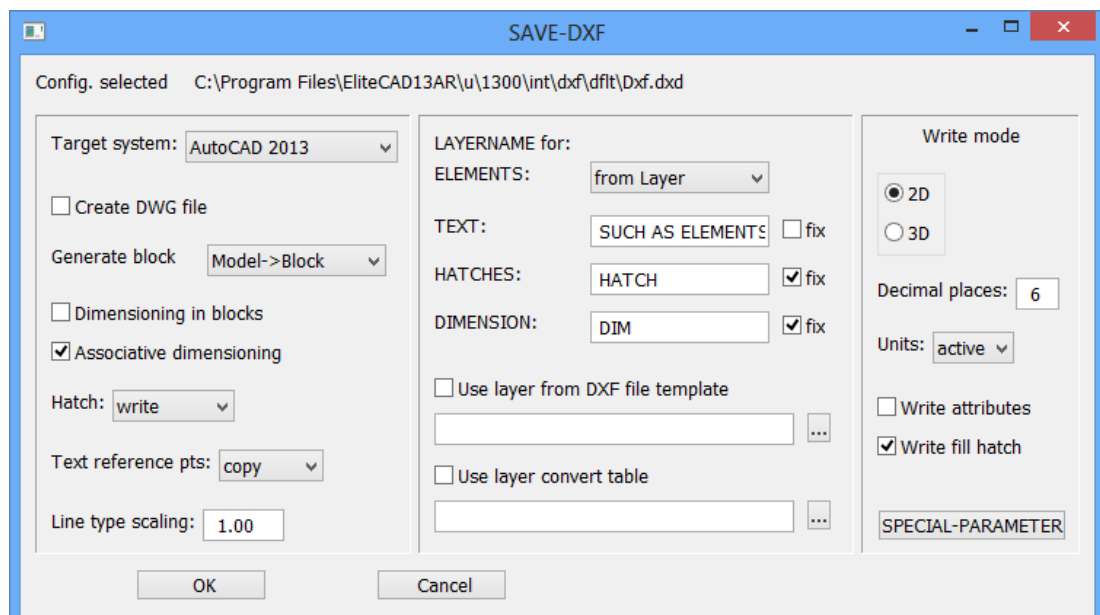 SAVE-DXF
Config. selected C:\Program Files\EliteCAD13AR\u\1300\int\dxf\dflt\Dxf.dxd
Target system: AutoCAD 2013
Create DWG file
Generate block Model->Block
Dimensioning in blocks
Associative dimensioning
Hatch: write
Text reference pts: copy
Line type scaling: 1.00
LAYERNAME for:
ELEMENTS: from Layer
TEXT: SUCH AS ELEMENTS fix
HATCHES: HATCH fix
DIMENSION: DIM fix
Use layer from DXF file template
...
Use layer convert table
...
Write mode
2D
3D
Decimal places: 6
Units: active
Write attributes
Write fill hatch
SPECIAL-PARAMETER
OK Cancel